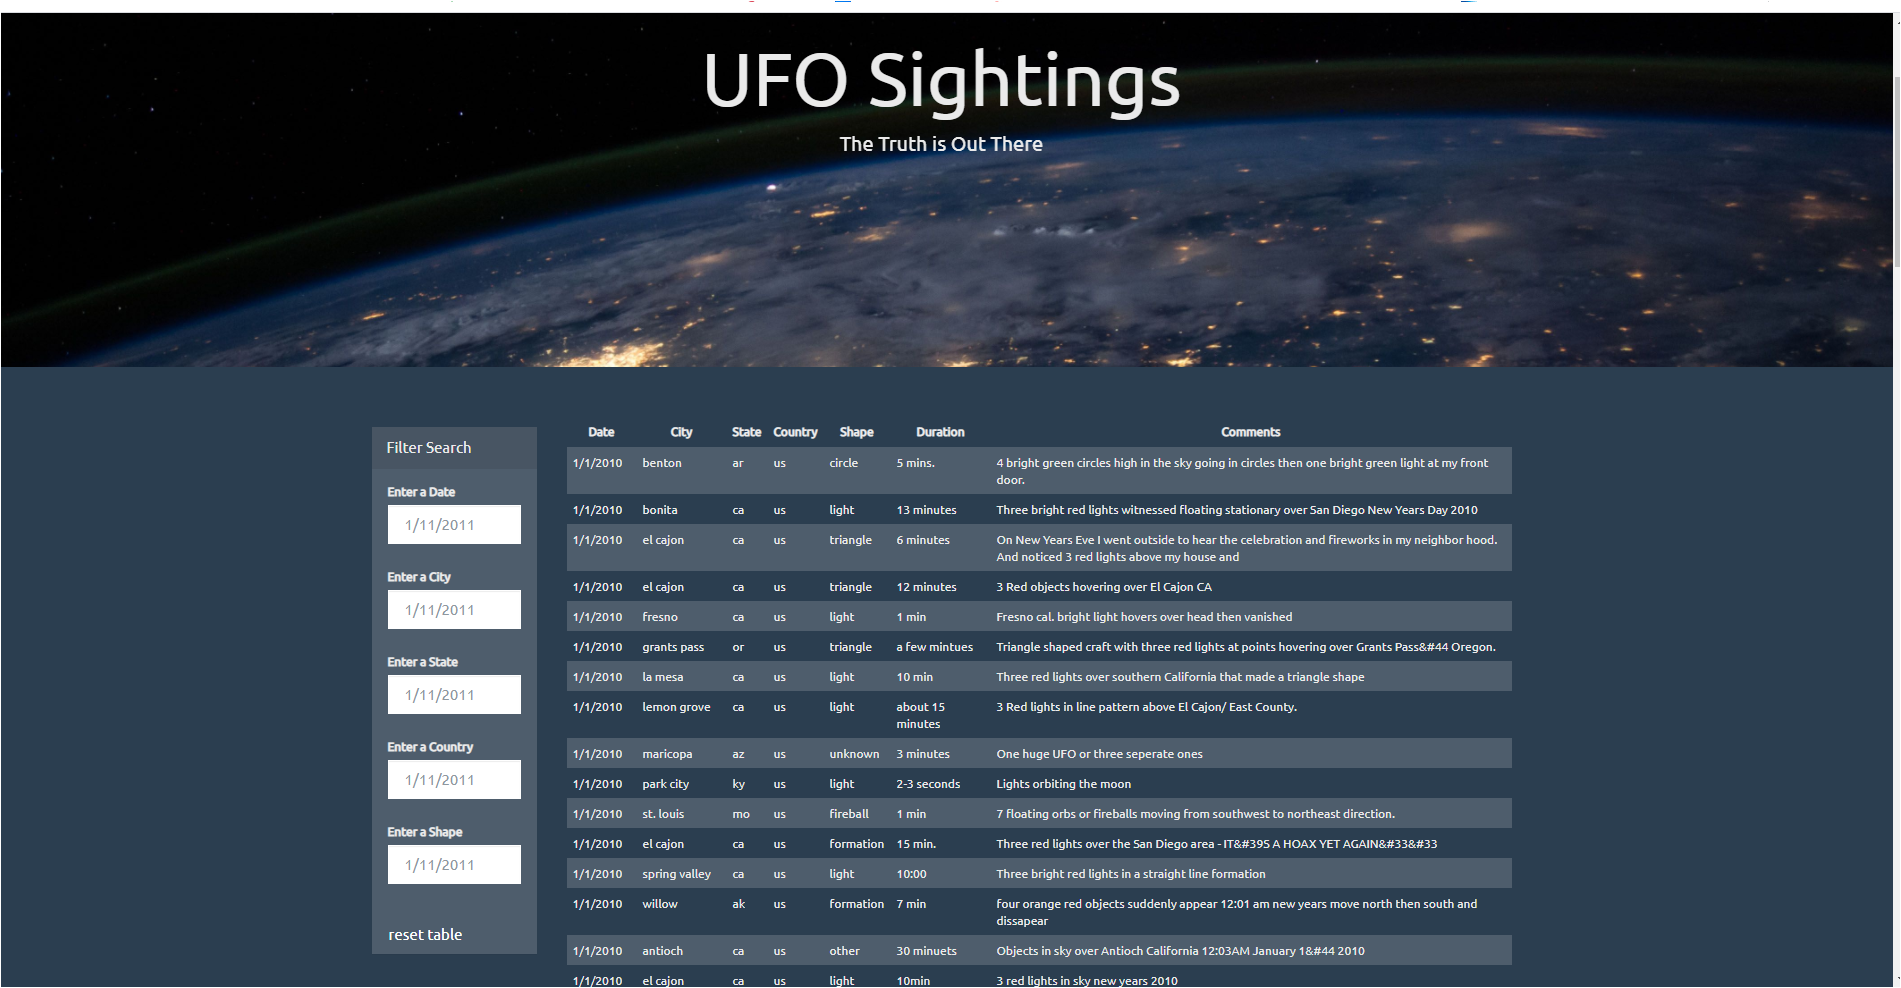 UFO Sightings
The Truth is Out There
Filter Search
Enter a Date
1/11/2011
Enter a City
1/11/2011
Enter a State
1/11/2011
Enter a Country
1/11/2011
Enter a Shape
1/11/2011
reset table
Date City State Country Shape Duration Comments
1/1/2010 benton ar us circle 5 mins. 4 bright green circles high in the sky going in circles then one bright green light at my front
door.
1/1/2010 bonita ca us light 13 minutes Three bright red lights witnessed floating stationary over San Diego New Years Day 2010
1/1/2010 el cajon ca us triangle 6 minutes On New Years Eve I went outside to hear the celebration and fireworks in my neighbor hood.
And noticed 3 red lights above my house and
1/1/2010 el cajon ca us triangle 12 minutes 3 Red objects hovering over El Cajon CA
1/1/2010 fresno ca us light 1 min Fresno cal. bright light hovers over head then vanished
1/1/2010 grants pass or us triangle a few mintues Triangle shaped craft with three red lights at points hovering over Grants Pass&#44 Oregon.
1/1/2010 la mesa ca us light 10 min Three red lights over southern California that made a triangle shape
1/1/2010 lemon grove ca us light about 15 3 Red lights in line pattern above El Cajon/ East County.
minutes
1/1/2010 maricopa az us unknown 3 minutes One huge UFO or three seperate ones
1/1/2010 park city ky us light 2-3 seconds Lights orbiting the moon
1/1/2010 st. louis mo us fireball 1 min 7 floating orbs or fireballs moving from southwest to northeast direction.
1/1/2010 el cajon ca us formation 15 min. Three red lights over the San Diego area - IT&#39S A HOAX YET AGAIN&#33&#33
1/1/2010 spring valley ca us light 10:00 Three bright red lights in a straight line formation
1/1/2010 willow ak us formation 7 min four orange red objects suddenly appear 12:01 am new years move north then south and
dissapear
1/1/2010 antioch ca us other 30 minuets Objects in sky over Antioch California 12:03AM January 1&#44 2010
1/1/2010 el cajon ca us light 10min 3 red lights in sky new years 2010